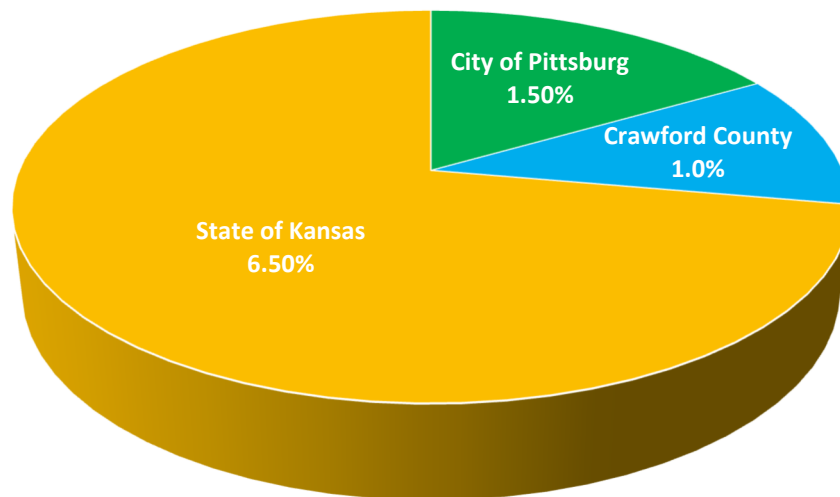 City of Pittsburg
1.50%
Crawford County
1.0%
State of Kansas
6.50%